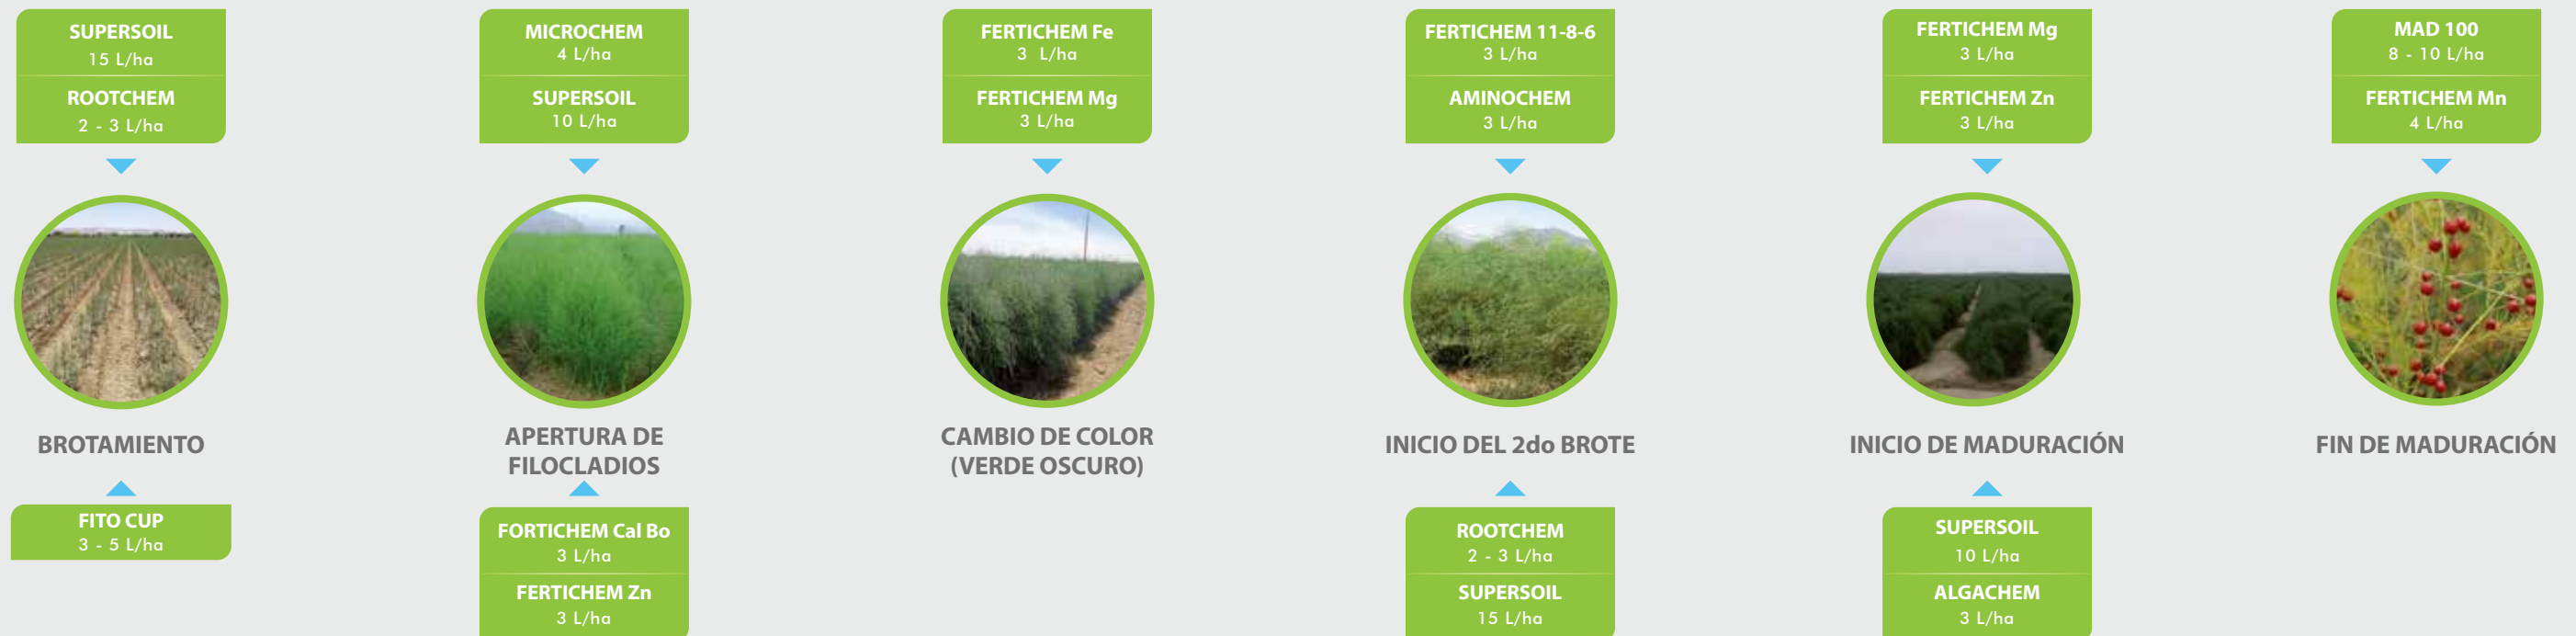 SUPERSOIL
15 L/ha
ROOTCHEM
2 - 3 L/ha
MICROCHEM
4 L/ha
SUPERSOIL
10 L/ha
FERTICHEM Fe
3 L/ha
FERTICHEM Mg
3 L/ha
FERTICHEM 11-8-6
3 L/ha
AMINOCHEM
3 L/ha
FERTICHEM Mg
3 L/ha
FERTICHEM Zn
3 L/ha
MAD 100
8 - 10 L/ha
FERTICHEM Mn
4 L/ha
BROTAMIENTO
APERTURA DE
FILOCLADIOS
CAMBIO DE COLOR
(VERDE OSCURO)
INICIO DEL 2do BROTE
INICIO DE MADURACIÓN
FIN DE MADURACIÓN
FITO CUP
3 - 5 L/ha
FORTICHEM Cal Bo
3 L/ha
FERTICHEM Zn
3 L/ha
ROOTCHEM
2 - 3 L/ha
SUPERSOIL
15 L/ha
SUPERSOIL
10 L/ha
ALGACHEM
3 L/ha